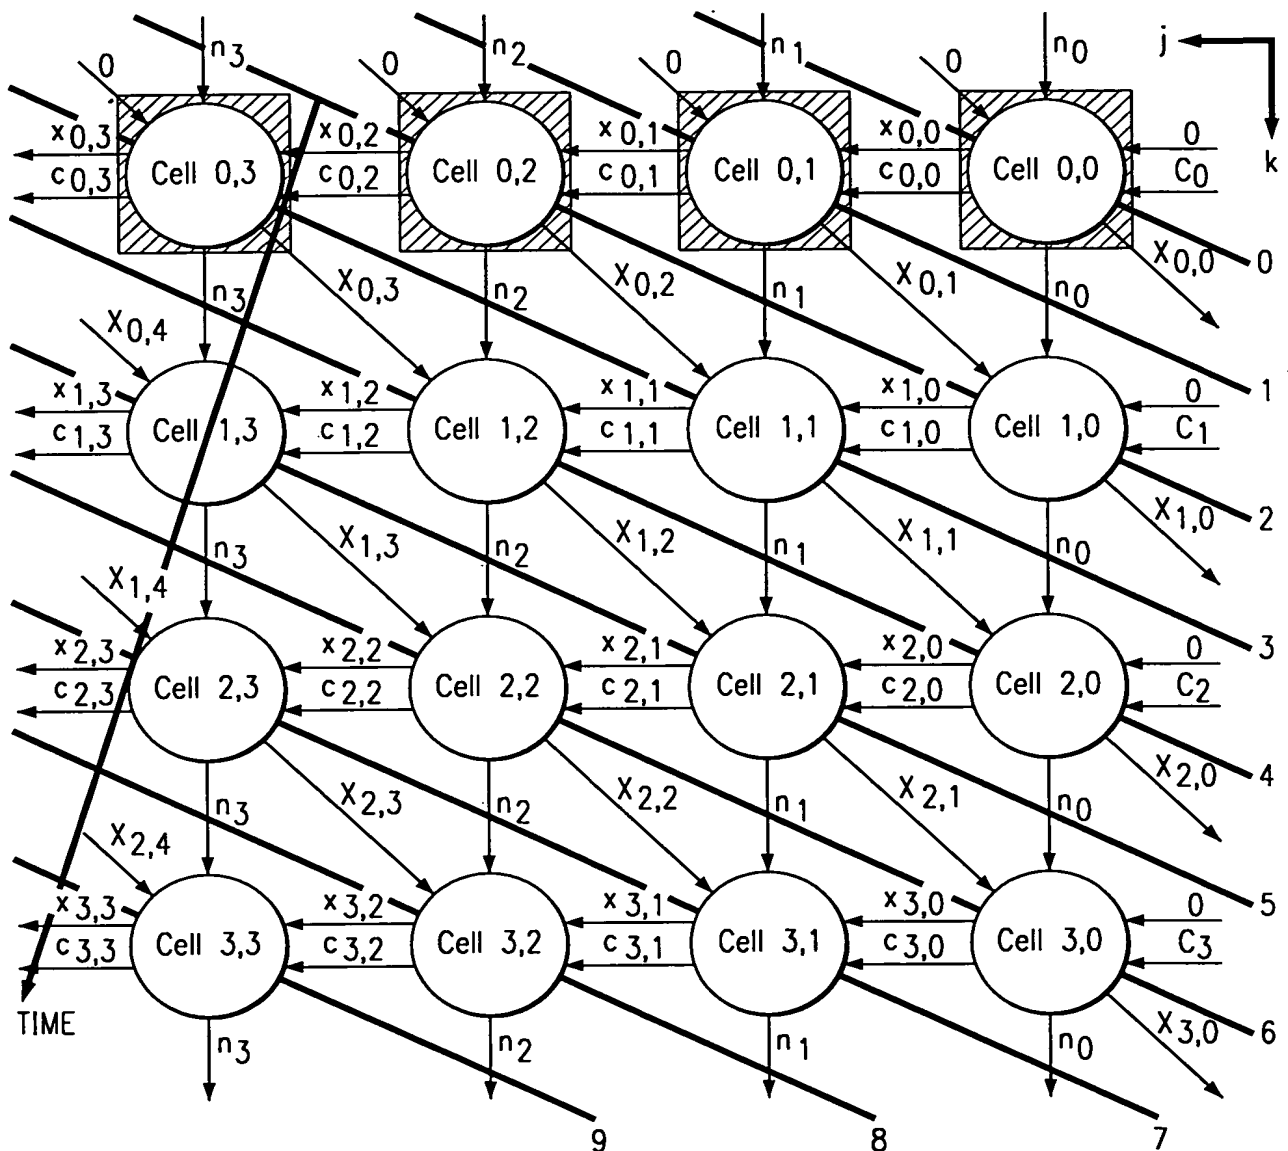 n3 n2 n1 n0 j
0 0 0 0
x0,3 x0,2 x0,1 x0,0 0 k
c0,3 Cell 0,3 c0,2 Cell 0,2 c0,1 Cell 0,1 c0,0 Cell 0,0 C0
X0,3 X0,2 X0,1 X0,0 0
n3 n2 n1 n0
X0,4
x1,3 x1,2 x1,1 x1,0 0 1
c1,3 Cell 1,3 c1,2 Cell 1,2 c1,1 Cell 1,1 c1,0 Cell 1,0 C1
X1,3 X1,2 X1,1 X1,0 2
n3 n2 n1 n0
X1,4
x2,3 x2,2 x2,1 x2,0 0 3
c2,3 Cell 2,3 c2,2 Cell 2,2 c2,1 Cell 2,1 c2,0 Cell 2,0 C2
X2,3 X2,2 X2,1 X2,0 4
n3 n2 n1 n0
X2,4
x3,3 x3,2 x3,1 x3,0 0 5
c3,3 Cell 3,3 c3,2 Cell 3,2 c3,1 Cell 3,1 c3,0 Cell 3,0 C3
TIME X3,0 6
n3 n2 n1 n0
9 8 7